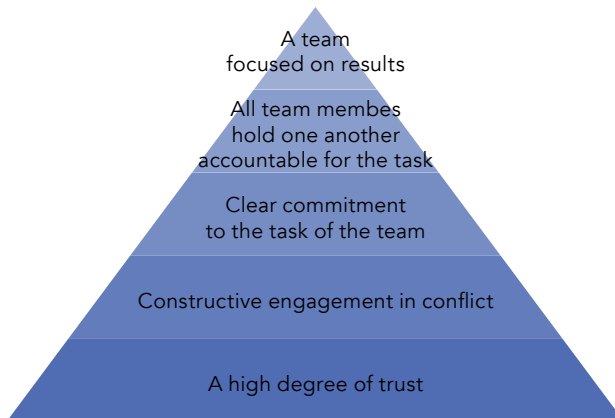 A team
focused on results
All team membes
hold one another
accountable for the task
Clear commitment
to the task of the team
Constructive engagement in conflict
A high degree of trust